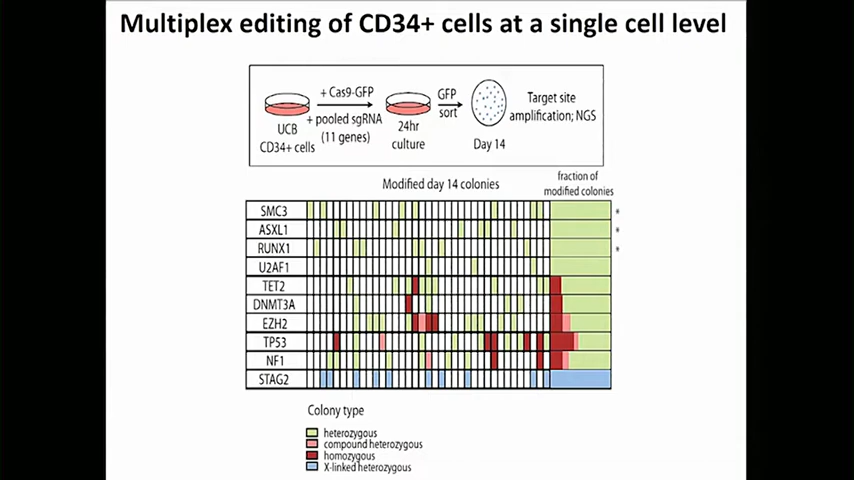 Multiplex editing of CD34+ cells at a single cell level
+ Cas9-GFP
+ pooled sgRNA
(11 genes)
UCB
CD34+ cells
24hr
culture
GFP
sort
Day 14
Target site
amplification; NGS
Modified day 14 colonies
fraction of
modified colonies
SMC3
*
ASXL1
*
RUNX1
*
U2AF1
TET2
DNMT3A
EZH2
TP53
NF1
STAG2
Colony type
heterozygous
compound heterozygous
homozygous
X-linked heterozygous